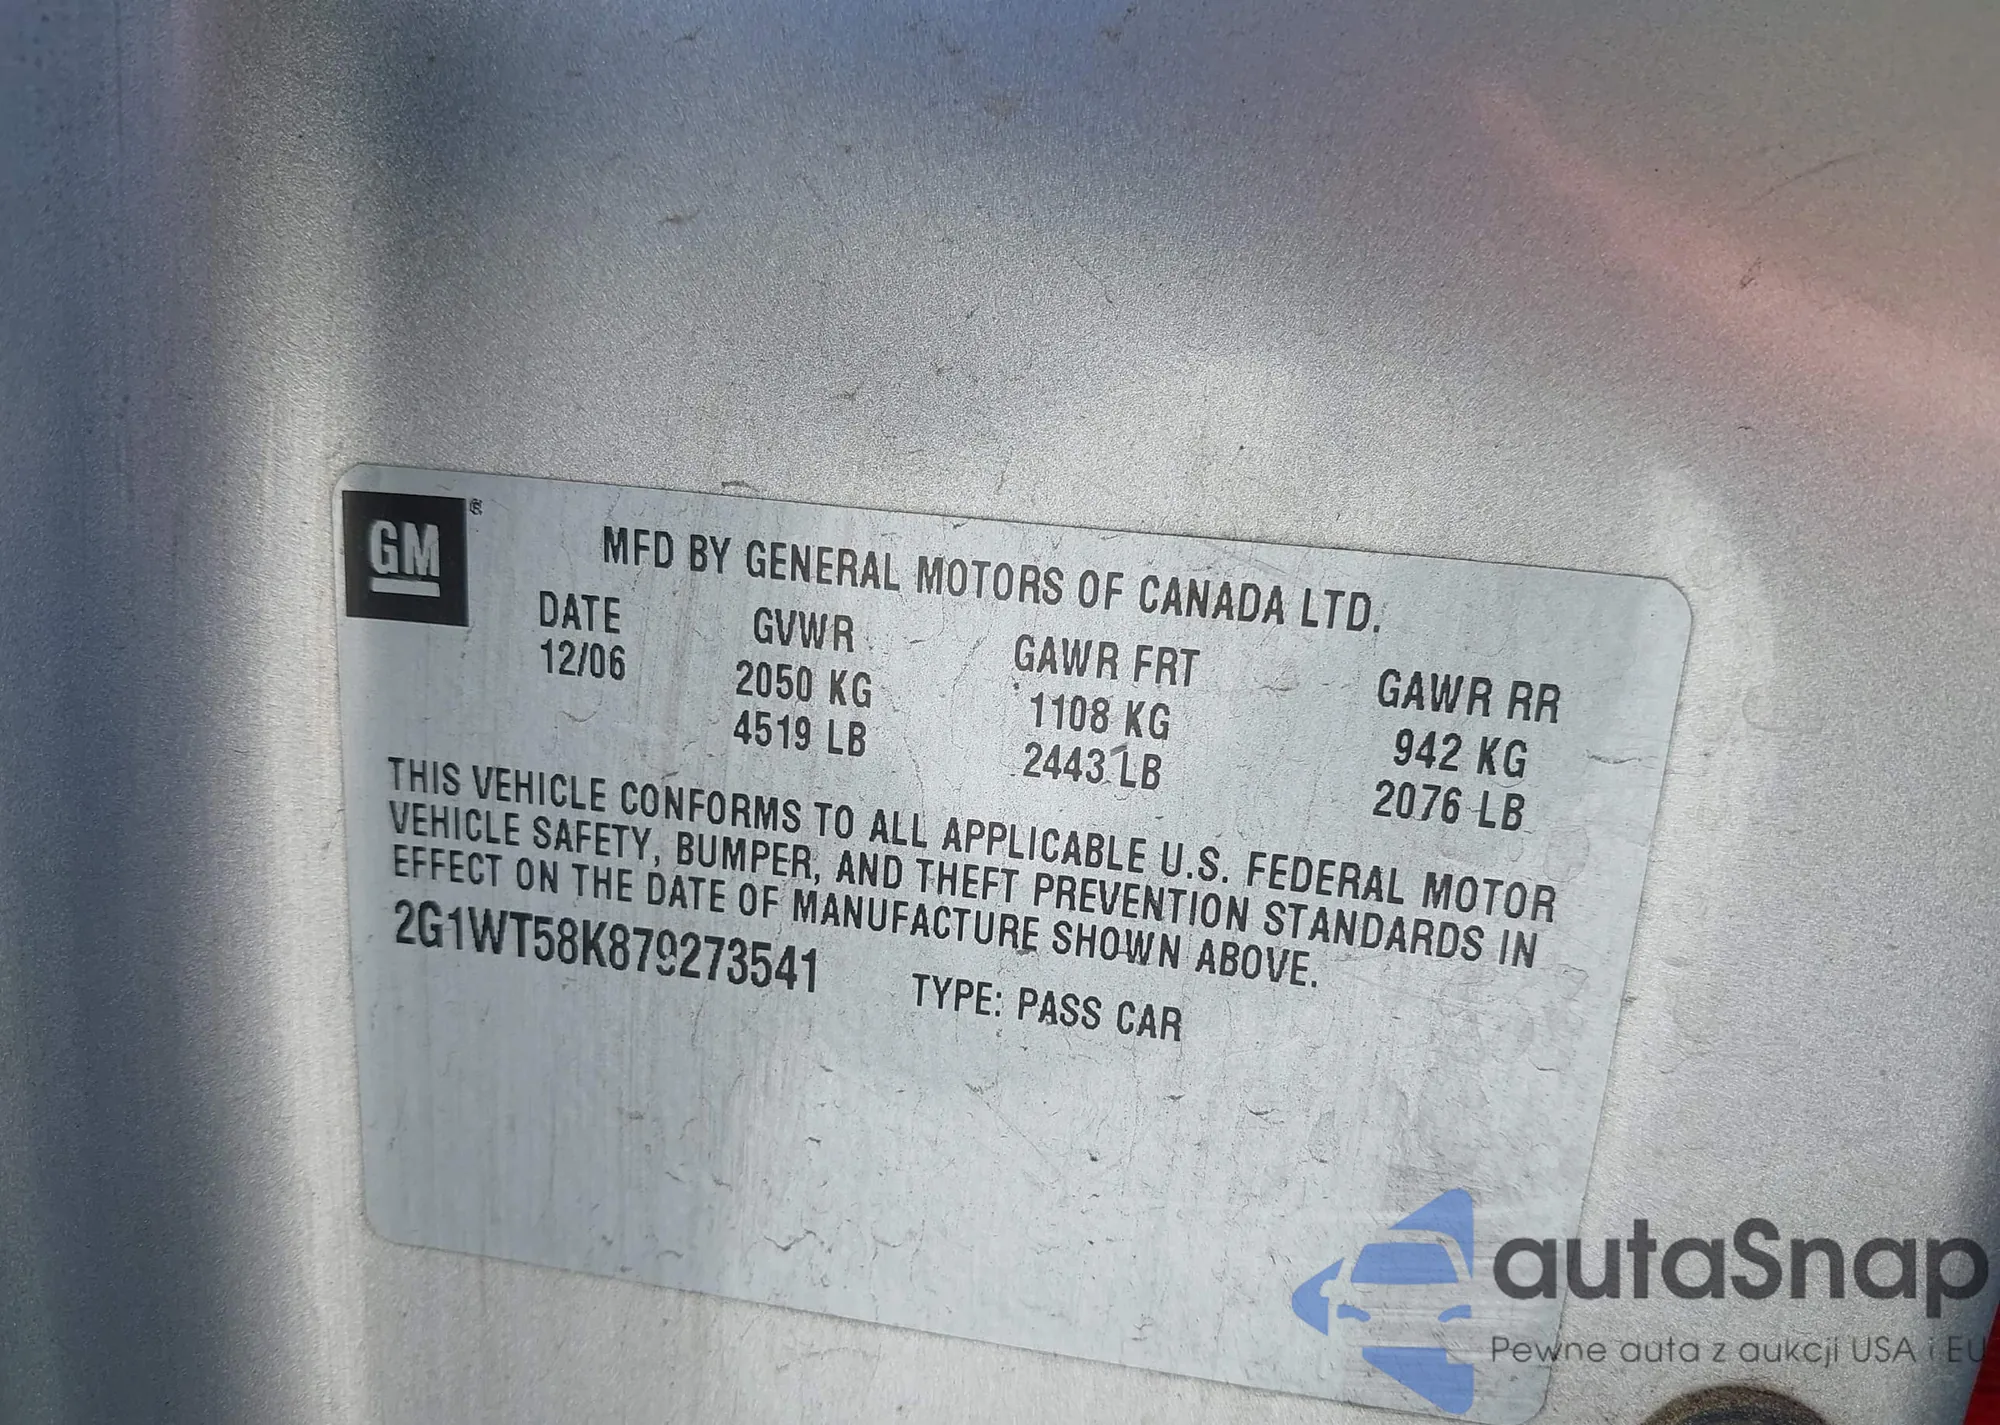 GM®
MFD BY GENERAL MOTORS OF CANADA LTD.
DATE GVWR GAWR FRT GAWR RR
12/06 2050 KG 1108 KG 942 KG
4519 LB 2443 LB 2076 LB
THIS VEHICLE CONFORMS TO ALL APPLICABLE U.S. FEDERAL MOTOR
VEHICLE SAFETY, BUMPER, AND THEFT PREVENTION STANDARDS IN
EFFECT ON THE DATE OF MANUFACTURE SHOWN ABOVE.
2G1WT58K879273541 TYPE: PASS CAR
autaSnap
Pewne auta z aukcji USA i EU